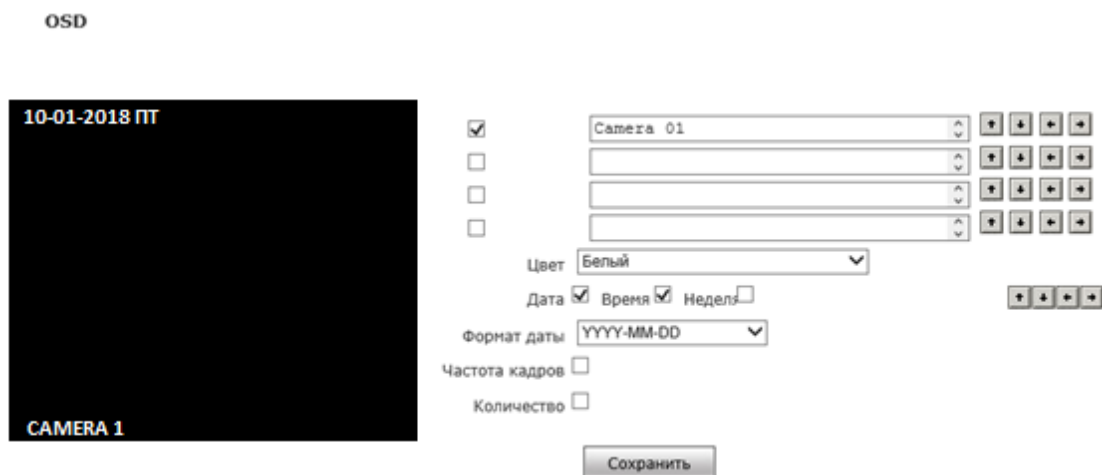 OSD
10-01-2018 ПТ
Camera 01
Цвет Белый
Дата Время Неделя
Формат даты YYYY-MM-DD
Частота кадров
Количество
CAMERA 1
Сохранить